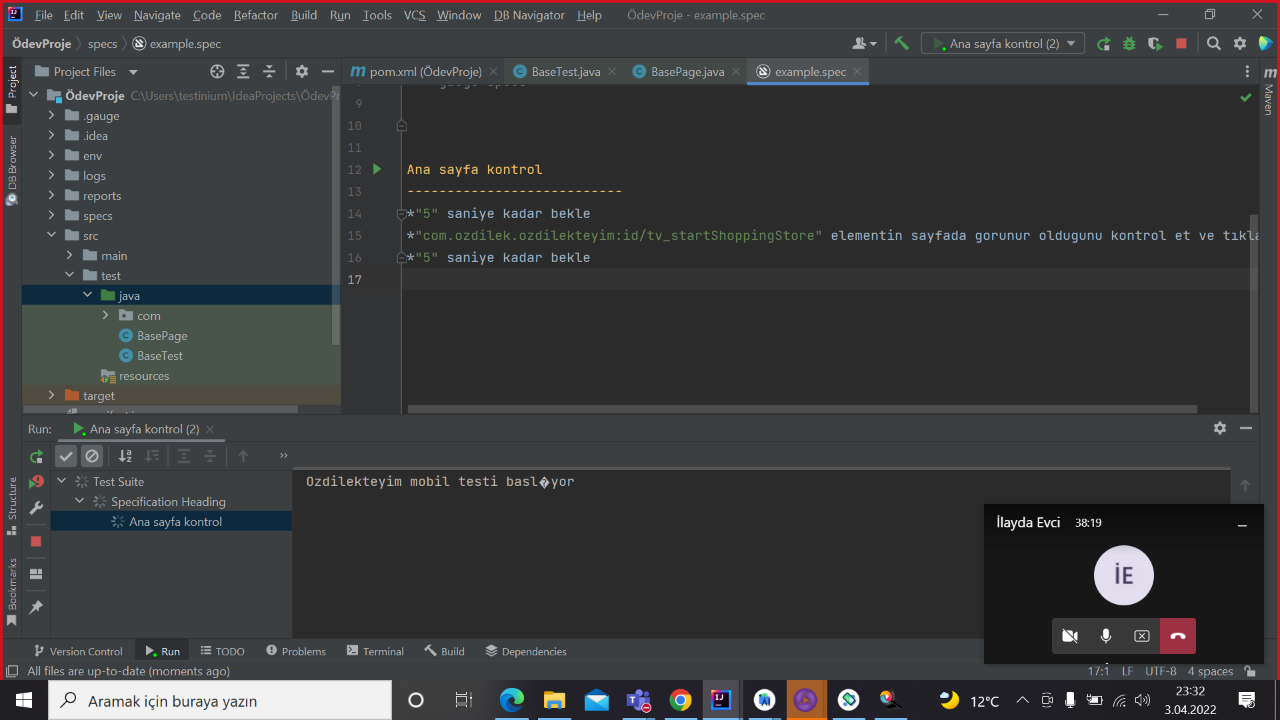 File Edit View Navigate Code Refactor Build Run Tools VCS Window DB Navigator Help ÖdevProje - example.spec
ÖdevProje specs example.spec Ana sayfa kontrol (2)
Project Files
pom.xml (ÖdevProje) BaseTest.java BasePage.java example.spec
Project
DB Browser
Structure
Bookmarks
Maven
ÖdevProje C:\Users\testinium\IdeaProjects\ÖdevPr
.gauge
.idea
env
logs
reports
specs
src
main
test
java
com
BasePage
BaseTest
resources
target
9
10
11
12 Ana sayfa kontrol
13 ---------------------------
14 *"5" saniye kadar bekle
15 *"com.ozdilek.ozdilekteyim:id/tv_startShoppingStore" elementin sayfada gorunur oldugunu kontrol et ve tıkla
16 *"5" saniye kadar bekle
17
Run: Ana sayfa kontrol (2)
Test Suite
Specification Heading
Ana sayfa kontrol
Ozdilekteyim mobil testi basl�yor
İlayda Evci 38:19
İE
Version Control Run TODO Problems Terminal Build Dependencies
All files are up-to-date (moments ago) 17:1 LF UTF-8 4 spaces
Aramak için buraya yazın
12°C
23:32
3.04.2022